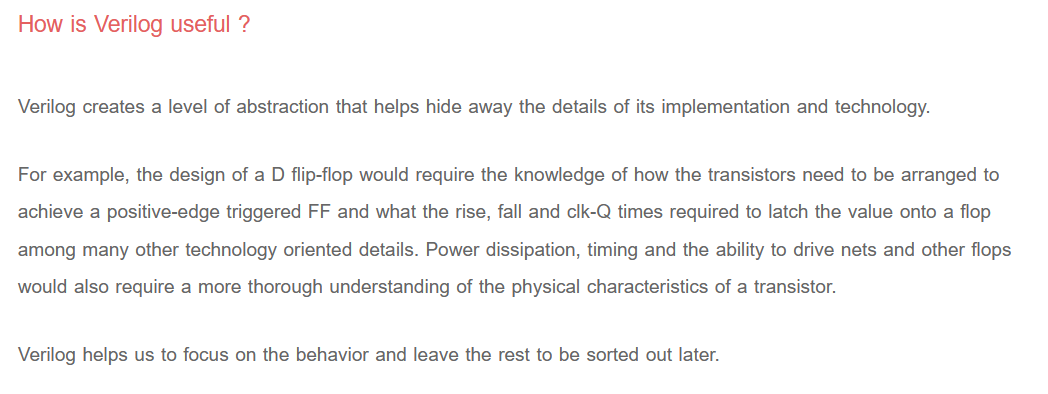 How is Verilog useful ?
Verilog creates a level of abstraction that helps hide away the details of its implementation and technology.
For example, the design of a D flip-flop would require the knowledge of how the transistors need to be arranged to
achieve a positive-edge triggered FF and what the rise, fall and clk-Q times required to latch the value onto a flop
among many other technology oriented details. Power dissipation, timing and the ability to drive nets and other flops
would also require a more thorough understanding of the physical characteristics of a transistor.
Verilog helps us to focus on the behavior and leave the rest to be sorted out later.